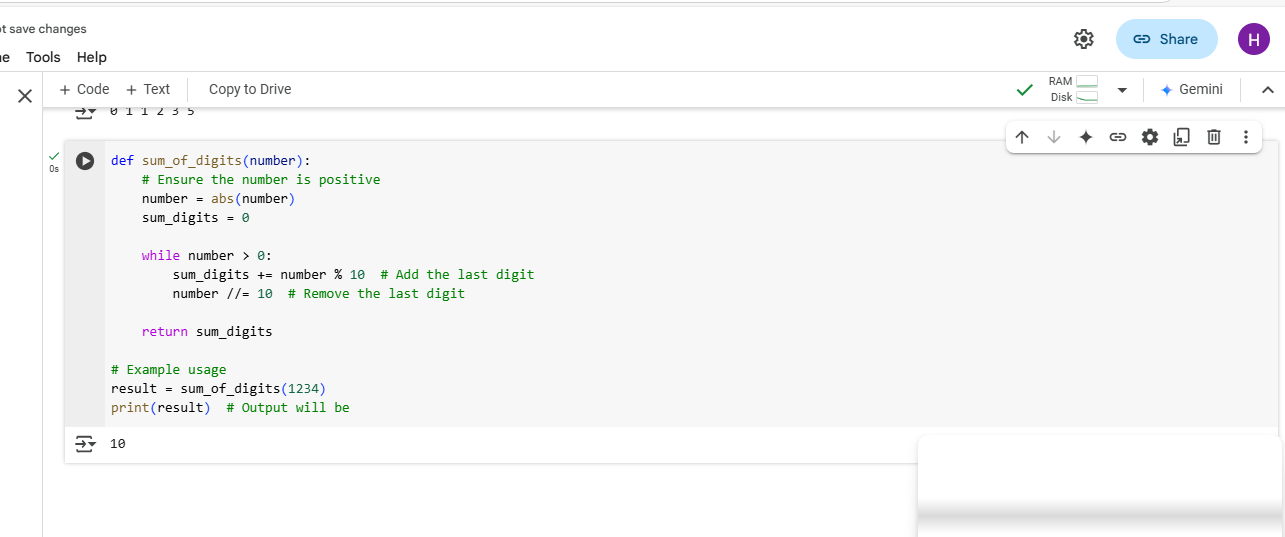 ot save changes
e Tools Help
Share
H
+ Code + Text Copy to Drive
RAM
Disk
Gemini
0 1 1 2 3 5
0s
def sum_of_digits(number):
    # Ensure the number is positive
    number = abs(number)
    sum_digits = 0
    while number > 0:
        sum_digits += number % 10  # Add the last digit
        number //= 10  # Remove the last digit
    return sum_digits
# Example usage
result = sum_of_digits(1234)
print(result)  # Output will be
10